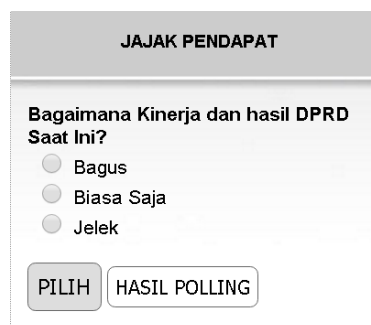 JAJAK PENDAPAT
Bagaimana Kinerja dan hasil DPRD
Saat Ini?
Bagus
Biasa Saja
Jelek
PILIH HASIL POLLING